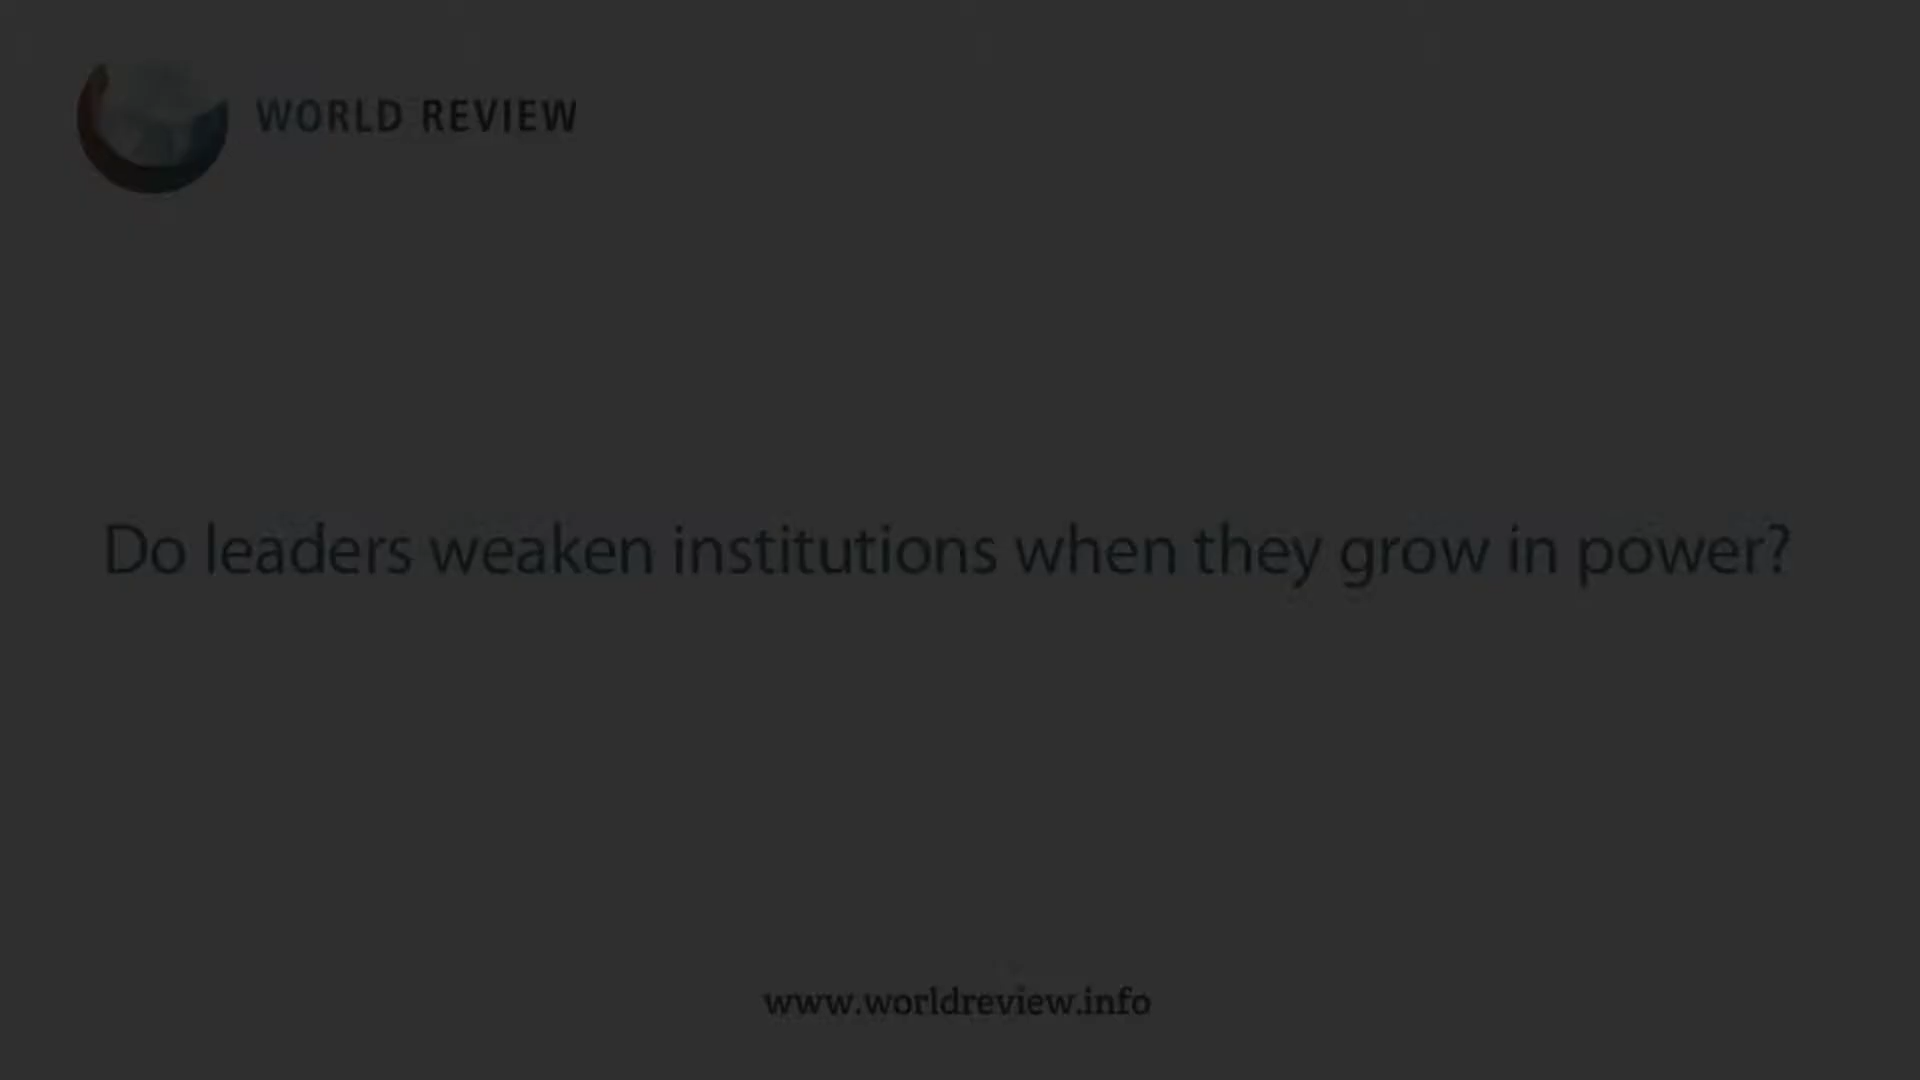 WORLD REVIEW
Do leaders weaken institutions when they grow in power?
www.worldreview.info